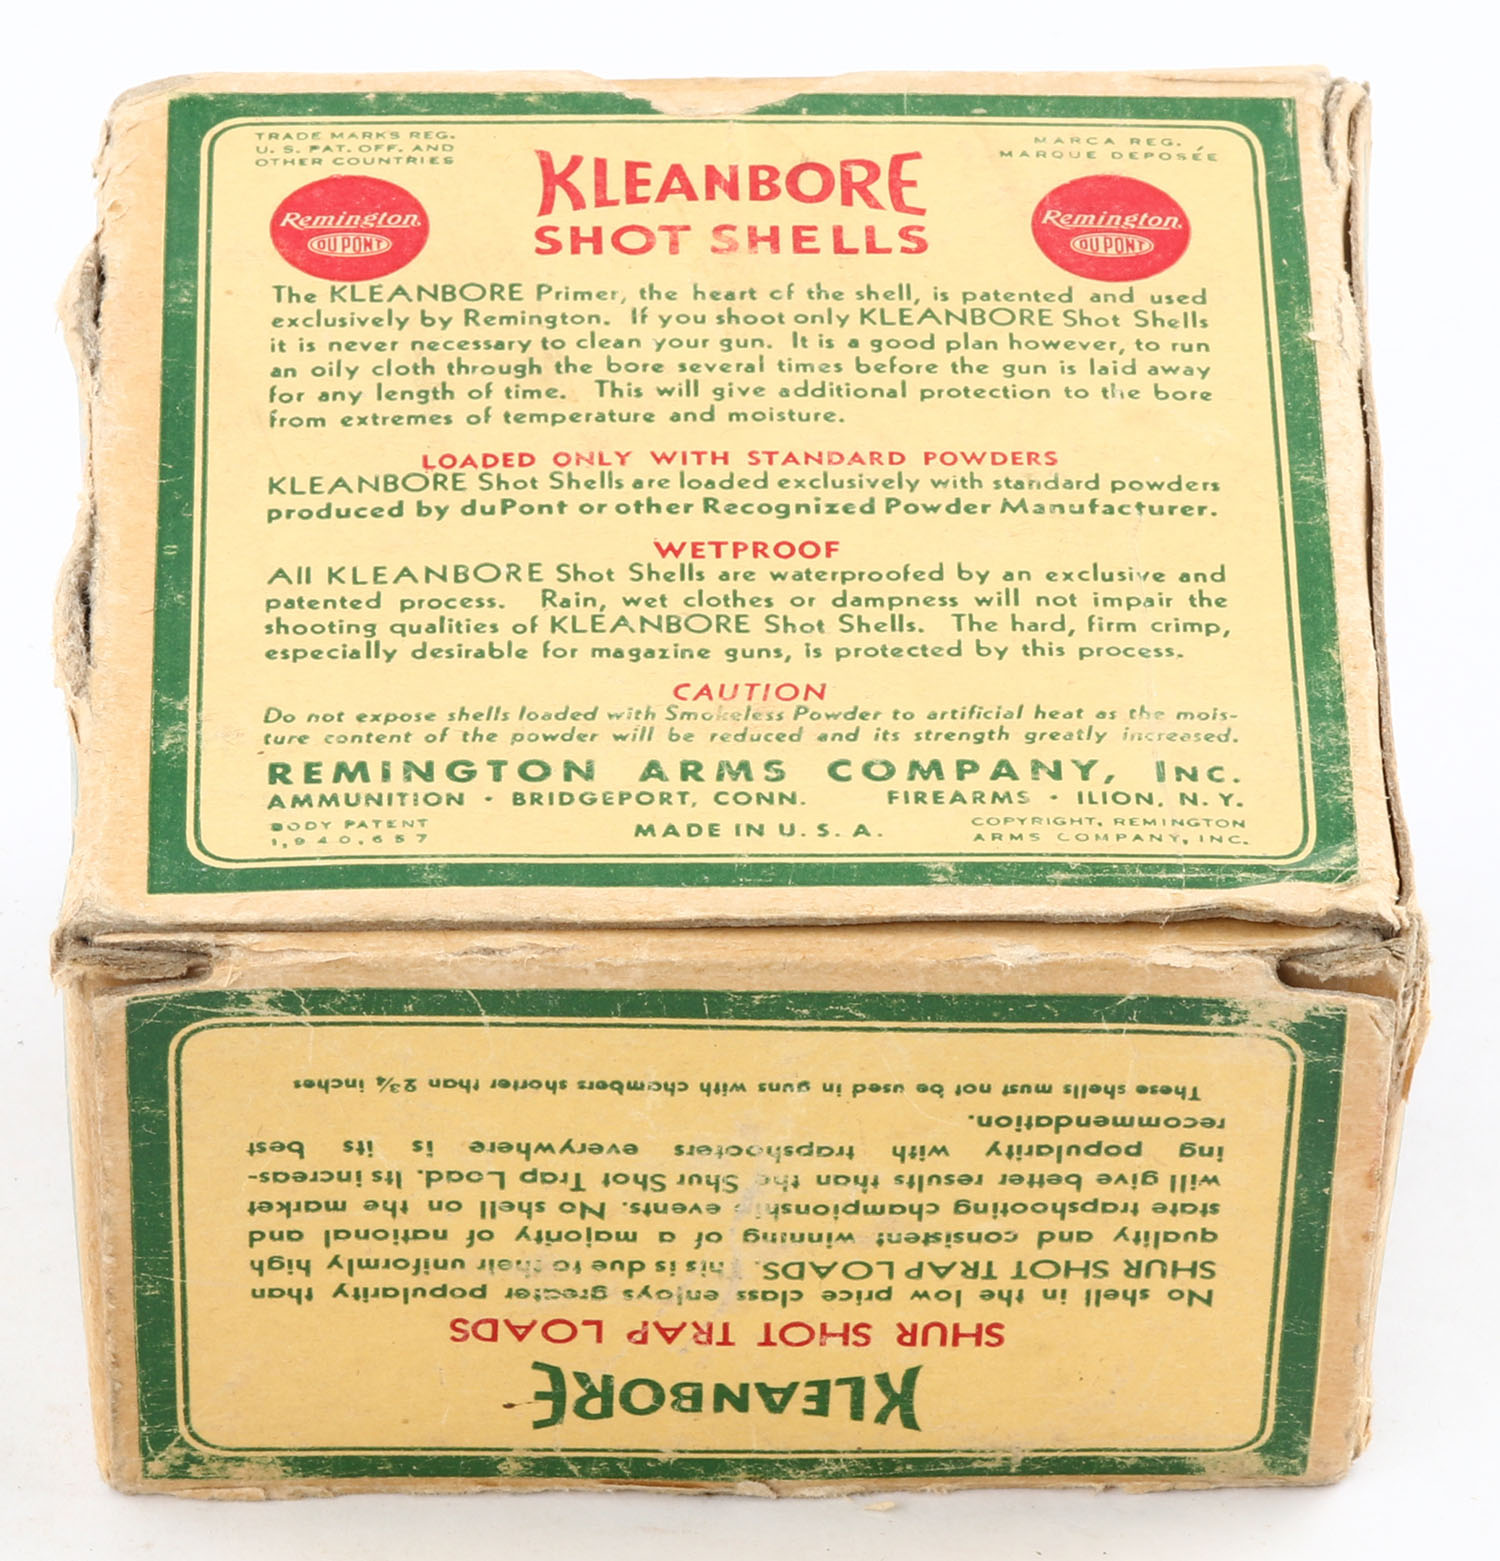 TRADE MARKS REG.
U. S. PAT. OFF. AND
OTHER COUNTRIES
MARCA REG.
MARQUE DEPOSÉE
KLEANBORE
SHOT SHELLS
Remington
DU PONT
Remington
DU PONT
The KLEANBORE Primer, the heart of the shell, is patented and used
exclusively by Remington. If you shoot only KLEANBORE Shot Shells
it is never necessary to clean your gun. It is a good plan however, to run
an oily cloth through the bore several times before the gun is laid away
for any length of time. This will give additional protection to the bore
from extremes of temperature and moisture.
LOADED ONLY WITH STANDARD POWDERS
KLEANBORE Shot Shells are loaded exclusively with standard powders
produced by duPont or other Recognized Powder Manufacturer.
WETPROOF
All KLEANBORE Shot Shells are waterproofed by an exclusive and
patented process. Rain, wet clothes or dampness will not impair the
shooting qualities of KLEANBORE Shot Shells. The hard, firm crimp,
especially desirable for magazine guns, is protected by this process.
CAUTION
Do not expose shells loaded with Smokeless Powder to artificial heat as the mois-
ture content of the powder will be reduced and its strength greatly increased.
REMINGTON ARMS COMPANY, INC.
AMMUNITION · BRIDGEPORT, CONN. FIREARMS · ILION, N. Y.
BODY PATENT
1,940,657
MADE IN U. S. A.
COPYRIGHT, REMINGTON
ARMS COMPANY, INC.
KLEANBORE
SHUR SHOT TRAP LOADS
No shell in the low price class enjoys greater popularity than
SHUR SHOT TRAP LOADS. This is due to their uniformly high
quality and consistent winning of a majority of national and
state trapshooting championship events. No shell on the market
will give better results than the Shur Shot Trap Load. Its increas-
ing popularity with trapshooters everywhere is its best
recommendation.
These shells must not be used in guns with chambers shorter than 2¾ inches